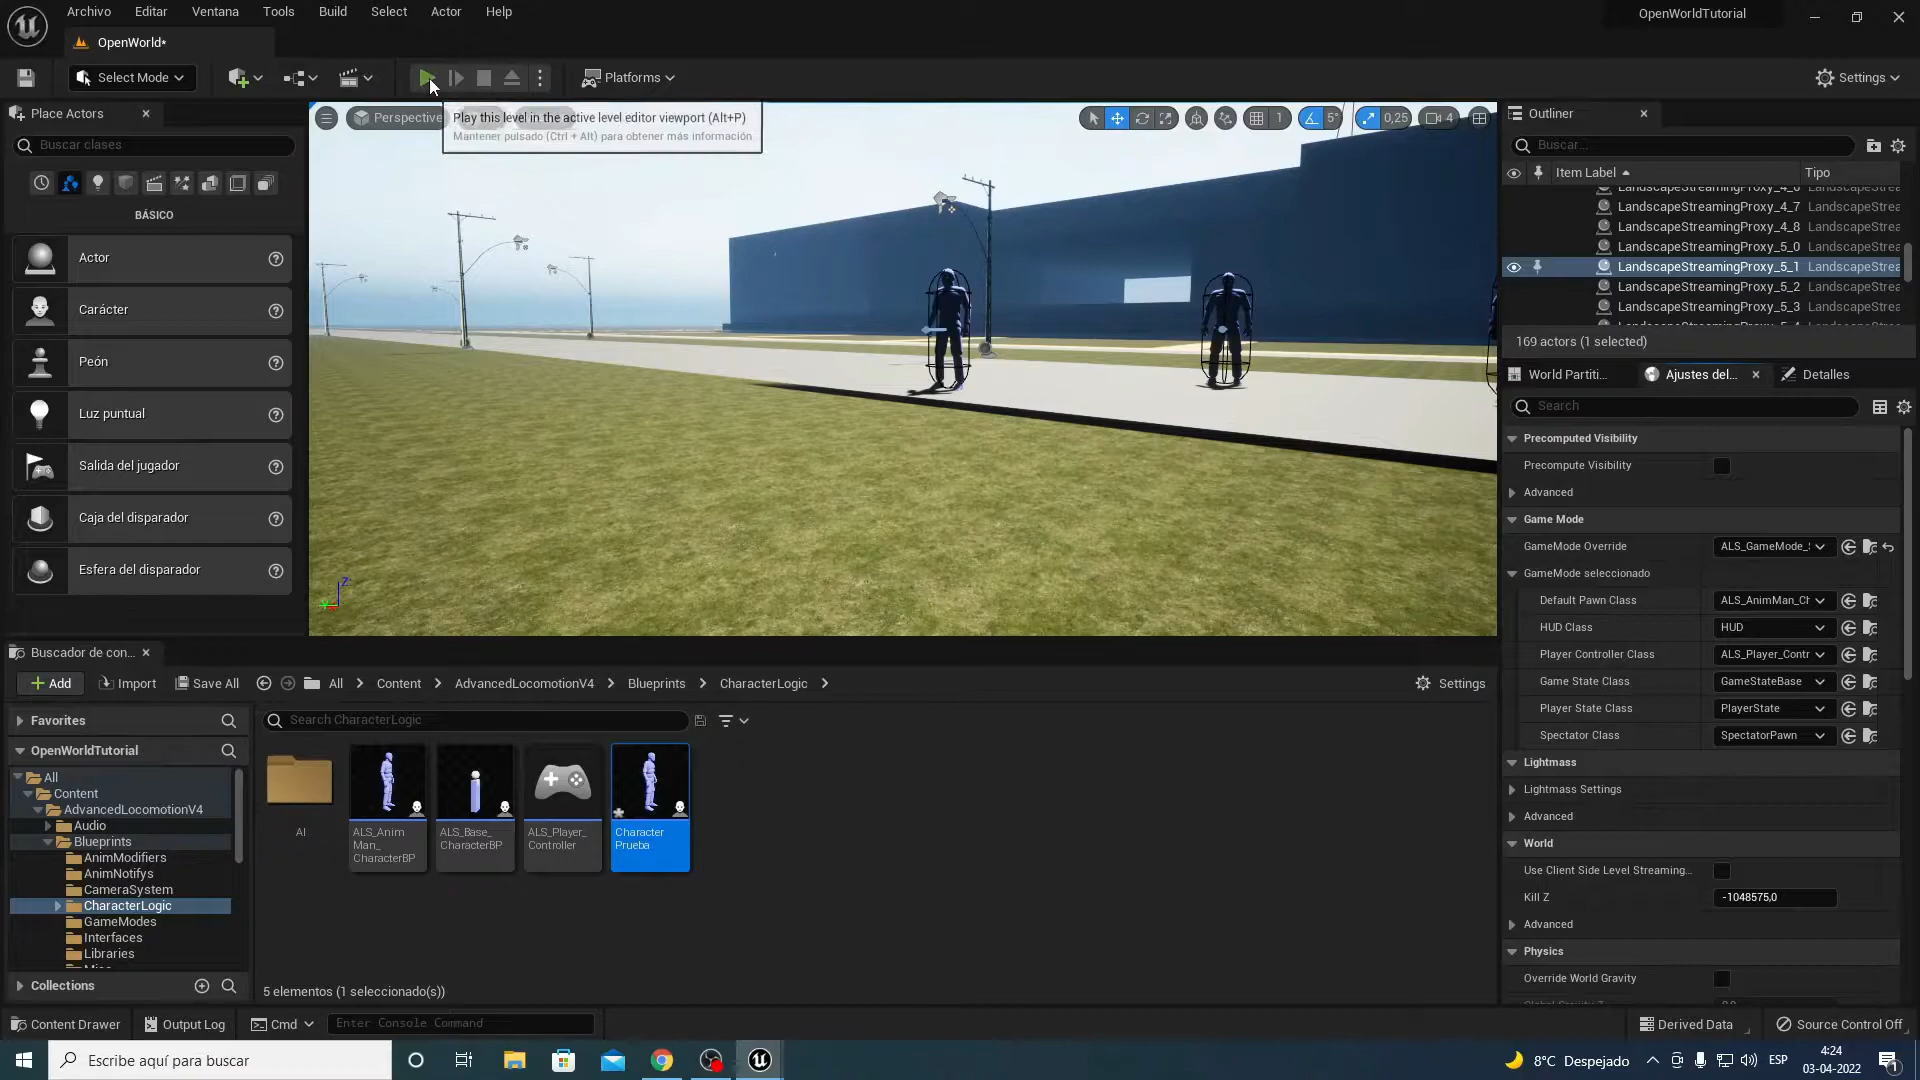 Archivo Editar Ventana Tools Build Select Actor Help
OpenWorldTutorial
OpenWorld*
Select Mode
Platforms
Settings
Place Actors
Buscar clases
BÁSICO
Actor
Carácter
Peón
Luz puntual
Salida del jugador
Caja del disparador
Esfera del disparador
Perspective
Play this level in the active level editor viewport (Alt+P)
Mantener pulsado (Ctrl + Alt) para obtener más información
1 5° 0,25 4
Z
Outliner
Buscar...
Item Label Tipo
LandscapeStreamingProxy_4_6 LandscapeStrea
LandscapeStreamingProxy_4_7 LandscapeStrea
LandscapeStreamingProxy_4_8 LandscapeStrea
LandscapeStreamingProxy_5_0 LandscapeStrea
LandscapeStreamingProxy_5_1 LandscapeStrea
LandscapeStreamingProxy_5_2 LandscapeStrea
LandscapeStreamingProxy_5_3 LandscapeStrea
169 actors (1 selected)
World Partiti... Ajustes del... Detalles
Search
Precomputed Visibility
Precompute Visibility
Advanced
Game Mode
GameMode Override ALS_GameMode_
GameMode seleccionado
Default Pawn Class ALS_AnimMan_Ch
HUD Class HUD
Player Controller Class ALS_Player_Contr
Game State Class GameStateBase
Player State Class PlayerState
Spectator Class SpectatorPawn
Lightmass
Lightmass Settings
Advanced
World
Use Client Side Level Streaming...
Kill Z -1048575,0
Advanced
Physics
Override World Gravity
Buscador de con...
Add Import Save All All Content AdvancedLocomotionV4 Blueprints CharacterLogic Settings
Favorites
Search CharacterLogic
OpenWorldTutorial
All
Content
AdvancedLocomotionV4
Audio
Blueprints
AnimModifiers
AnimNotifys
CameraSystem
CharacterLogic
GameModes
Interfaces
Libraries
Collections
AI
ALS_Anim
Man_
CharacterBP
ALS_Base_
CharacterBP
ALS_Player_
Controller
Character
Prueba
5 elementos (1 seleccionado(s))
Content Drawer Output Log Cmd Enter Console Command Derived Data Source Control Off
Escribe aquí para buscar
8°C Despejado ESP
4:24
03-04-2022
1